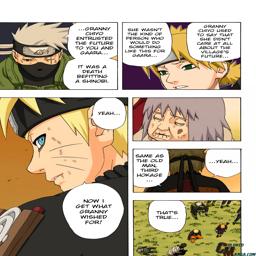 GRANNY
CHIYO
USED TO SAY
THAT
SHE DIDN'T
CARE AT ALL
ABOUT THE
VILLAGE'S
FUTURE...
SHE WASN'T
THE KIND OF
PERSON WHO
WOULD DO
SOMETHING
LIKE THIS FOR
GAARA...
...GRANNY
CHIYO
ENTRUSTED
THE FUTURE
TO YOU
AND
GAARA...
IT WAS A
DEATH
BEFITTING
A SHINOBI.
YEAH...
NOW I
GET WHAT
GRANNY
WISHED
FOR!
SAME AS
THE OLD
MAN,
THIRD
HOKAGE
...YEAH...
THAT'S
TRUE...